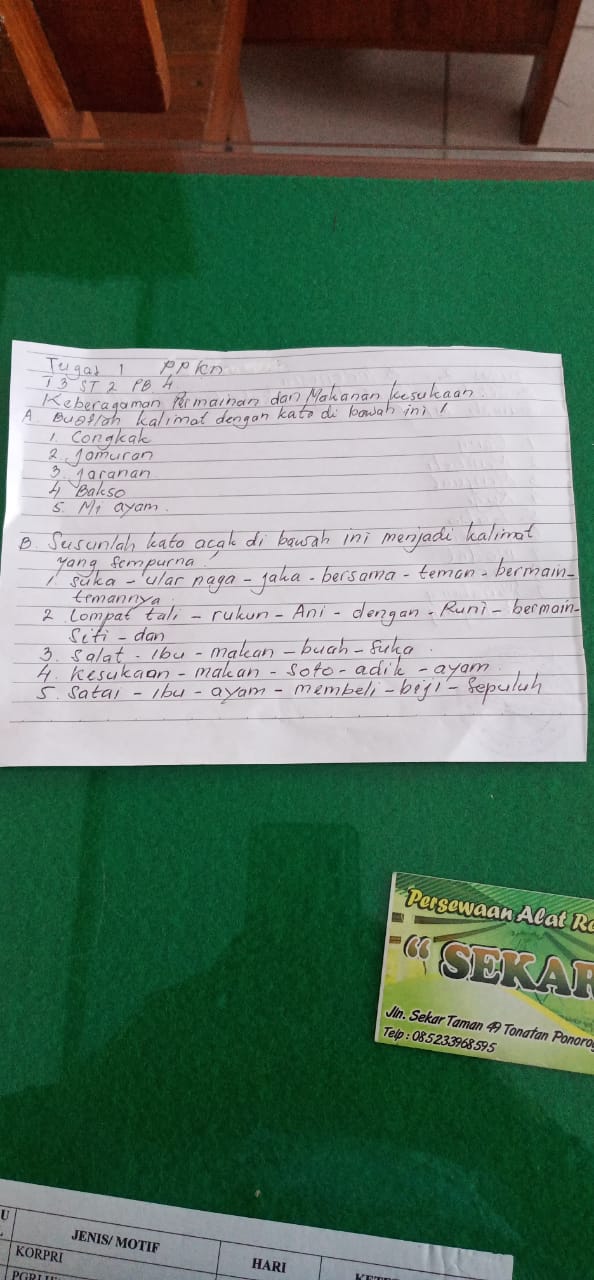 Tugas 1 PPKn
T 3 ST 2 PB 4
Keberagaman Permainan dan Makanan kesukaan.
A. Buatlah kalimat dengan kata di bawah ini !
1. Congkak
2. Jamuran
3. Jaranan
4. Bakso
5. Mi ayam.
B. Susunlah kata acak di bawah ini menjadi kalimat
yang sempurna !
1. suka - ular naga - jaka - bersama - teman - bermain -
temannya.
2. Lompat tali - rukun - Ani - dengan - Runi - bermain -
Siti - dan
3. Salat - Ibu - makan - buah - suka.
4. kesukaan - makan - Soto - adik - ayam.
5. Satai - Ibu - ayam - membeli - biji - Sepuluh
Persewaan Alat
" SEKAR
Jln. Sekar Taman 49 Tonatan
Telp : 085233968595
JENIS/ MOTIF
HARI
KORPRI